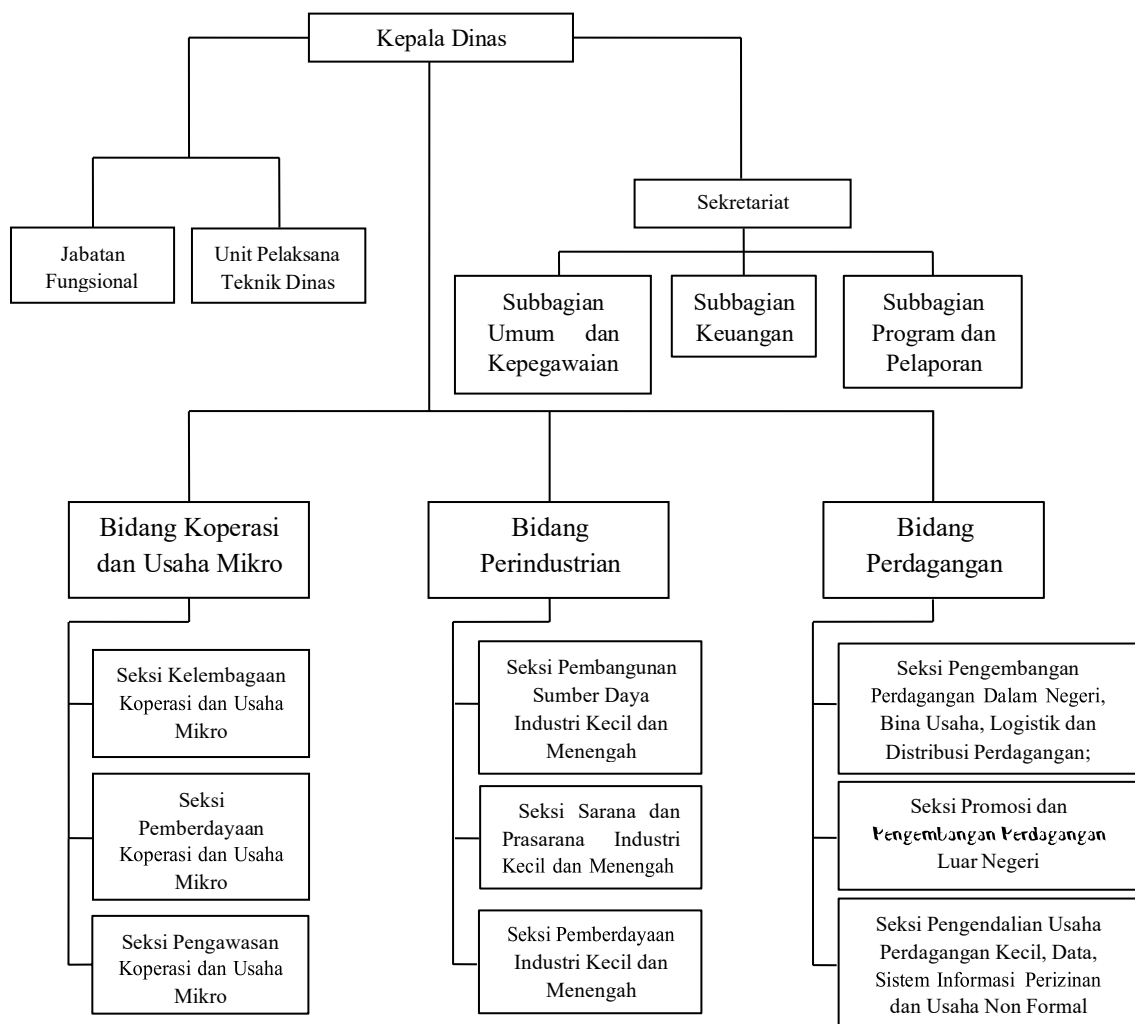 Kepala Dinas
Sekretariat
Jabatan
Fungsional
Unit Pelaksana
Teknik Dinas
Subbagian
Umum dan
Kepegawaian
Subbagian
Keuangan
Subbagian
Program dan
Pelaporan
Bidang Koperasi
dan Usaha Mikro
Bidang
Perindustrian
Bidang
Perdagangan
Seksi Kelembagaan
Koperasi dan Usaha
Mikro
Seksi
Pemberdayaan
Koperasi dan Usaha
Mikro
Seksi Pengawasan
Koperasi dan Usaha
Mikro
Seksi Pembangunan
Sumber Daya
Industri Kecil dan
Menengah
Seksi Sarana dan
Prasarana Industri
Kecil dan Menengah
Seksi Pemberdayaan
Industri Kecil dan
Menengah
Seksi Pengembangan
Perdagangan Dalam Negeri,
Bina Usaha, Logistik dan
Distribusi Perdagangan;
Seksi Promosi dan
Pengembangan Perdagangan
Luar Negeri
Seksi Pengendalian Usaha
Perdagangan Kecil, Data,
Sistem Informasi Perizinan
dan Usaha Non Formal